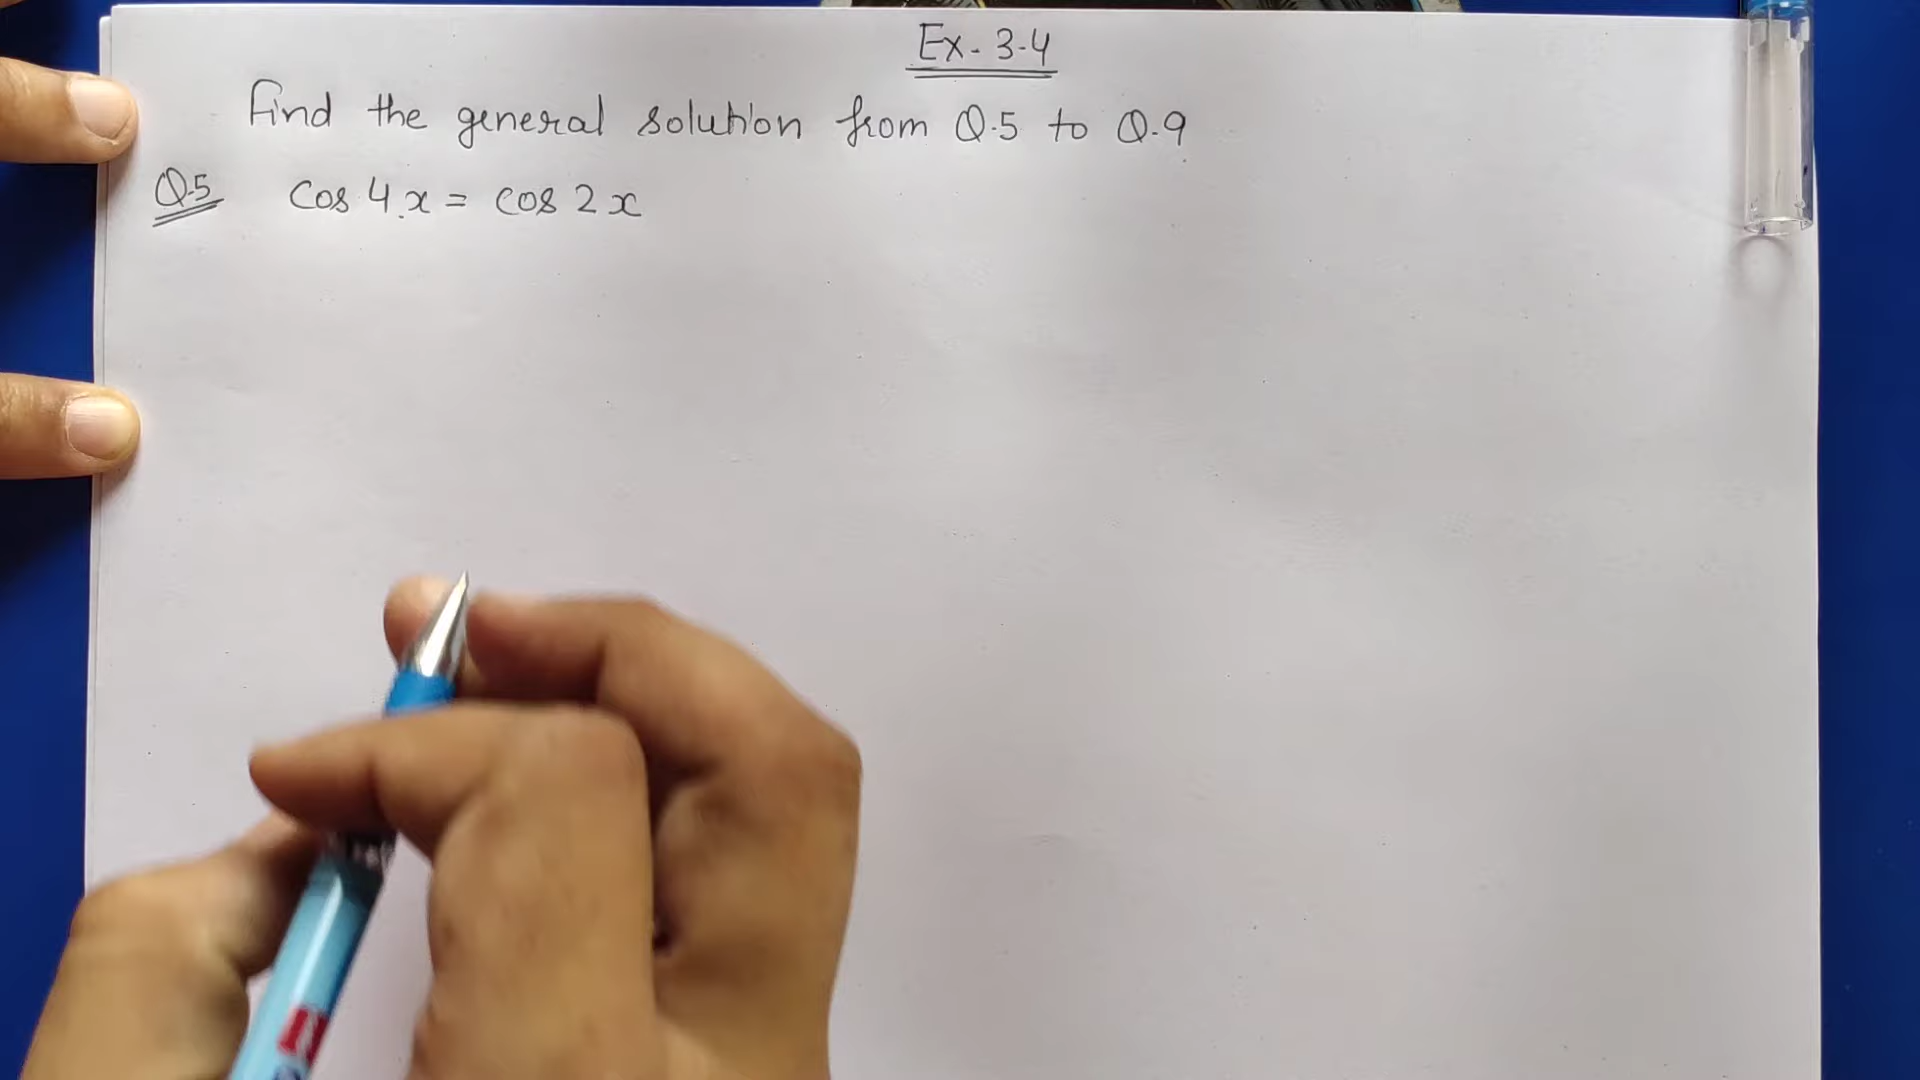 Ex-3.4
Find the general solution from Q.5 to Q.9
Q.5 cos 4x = cos 2x